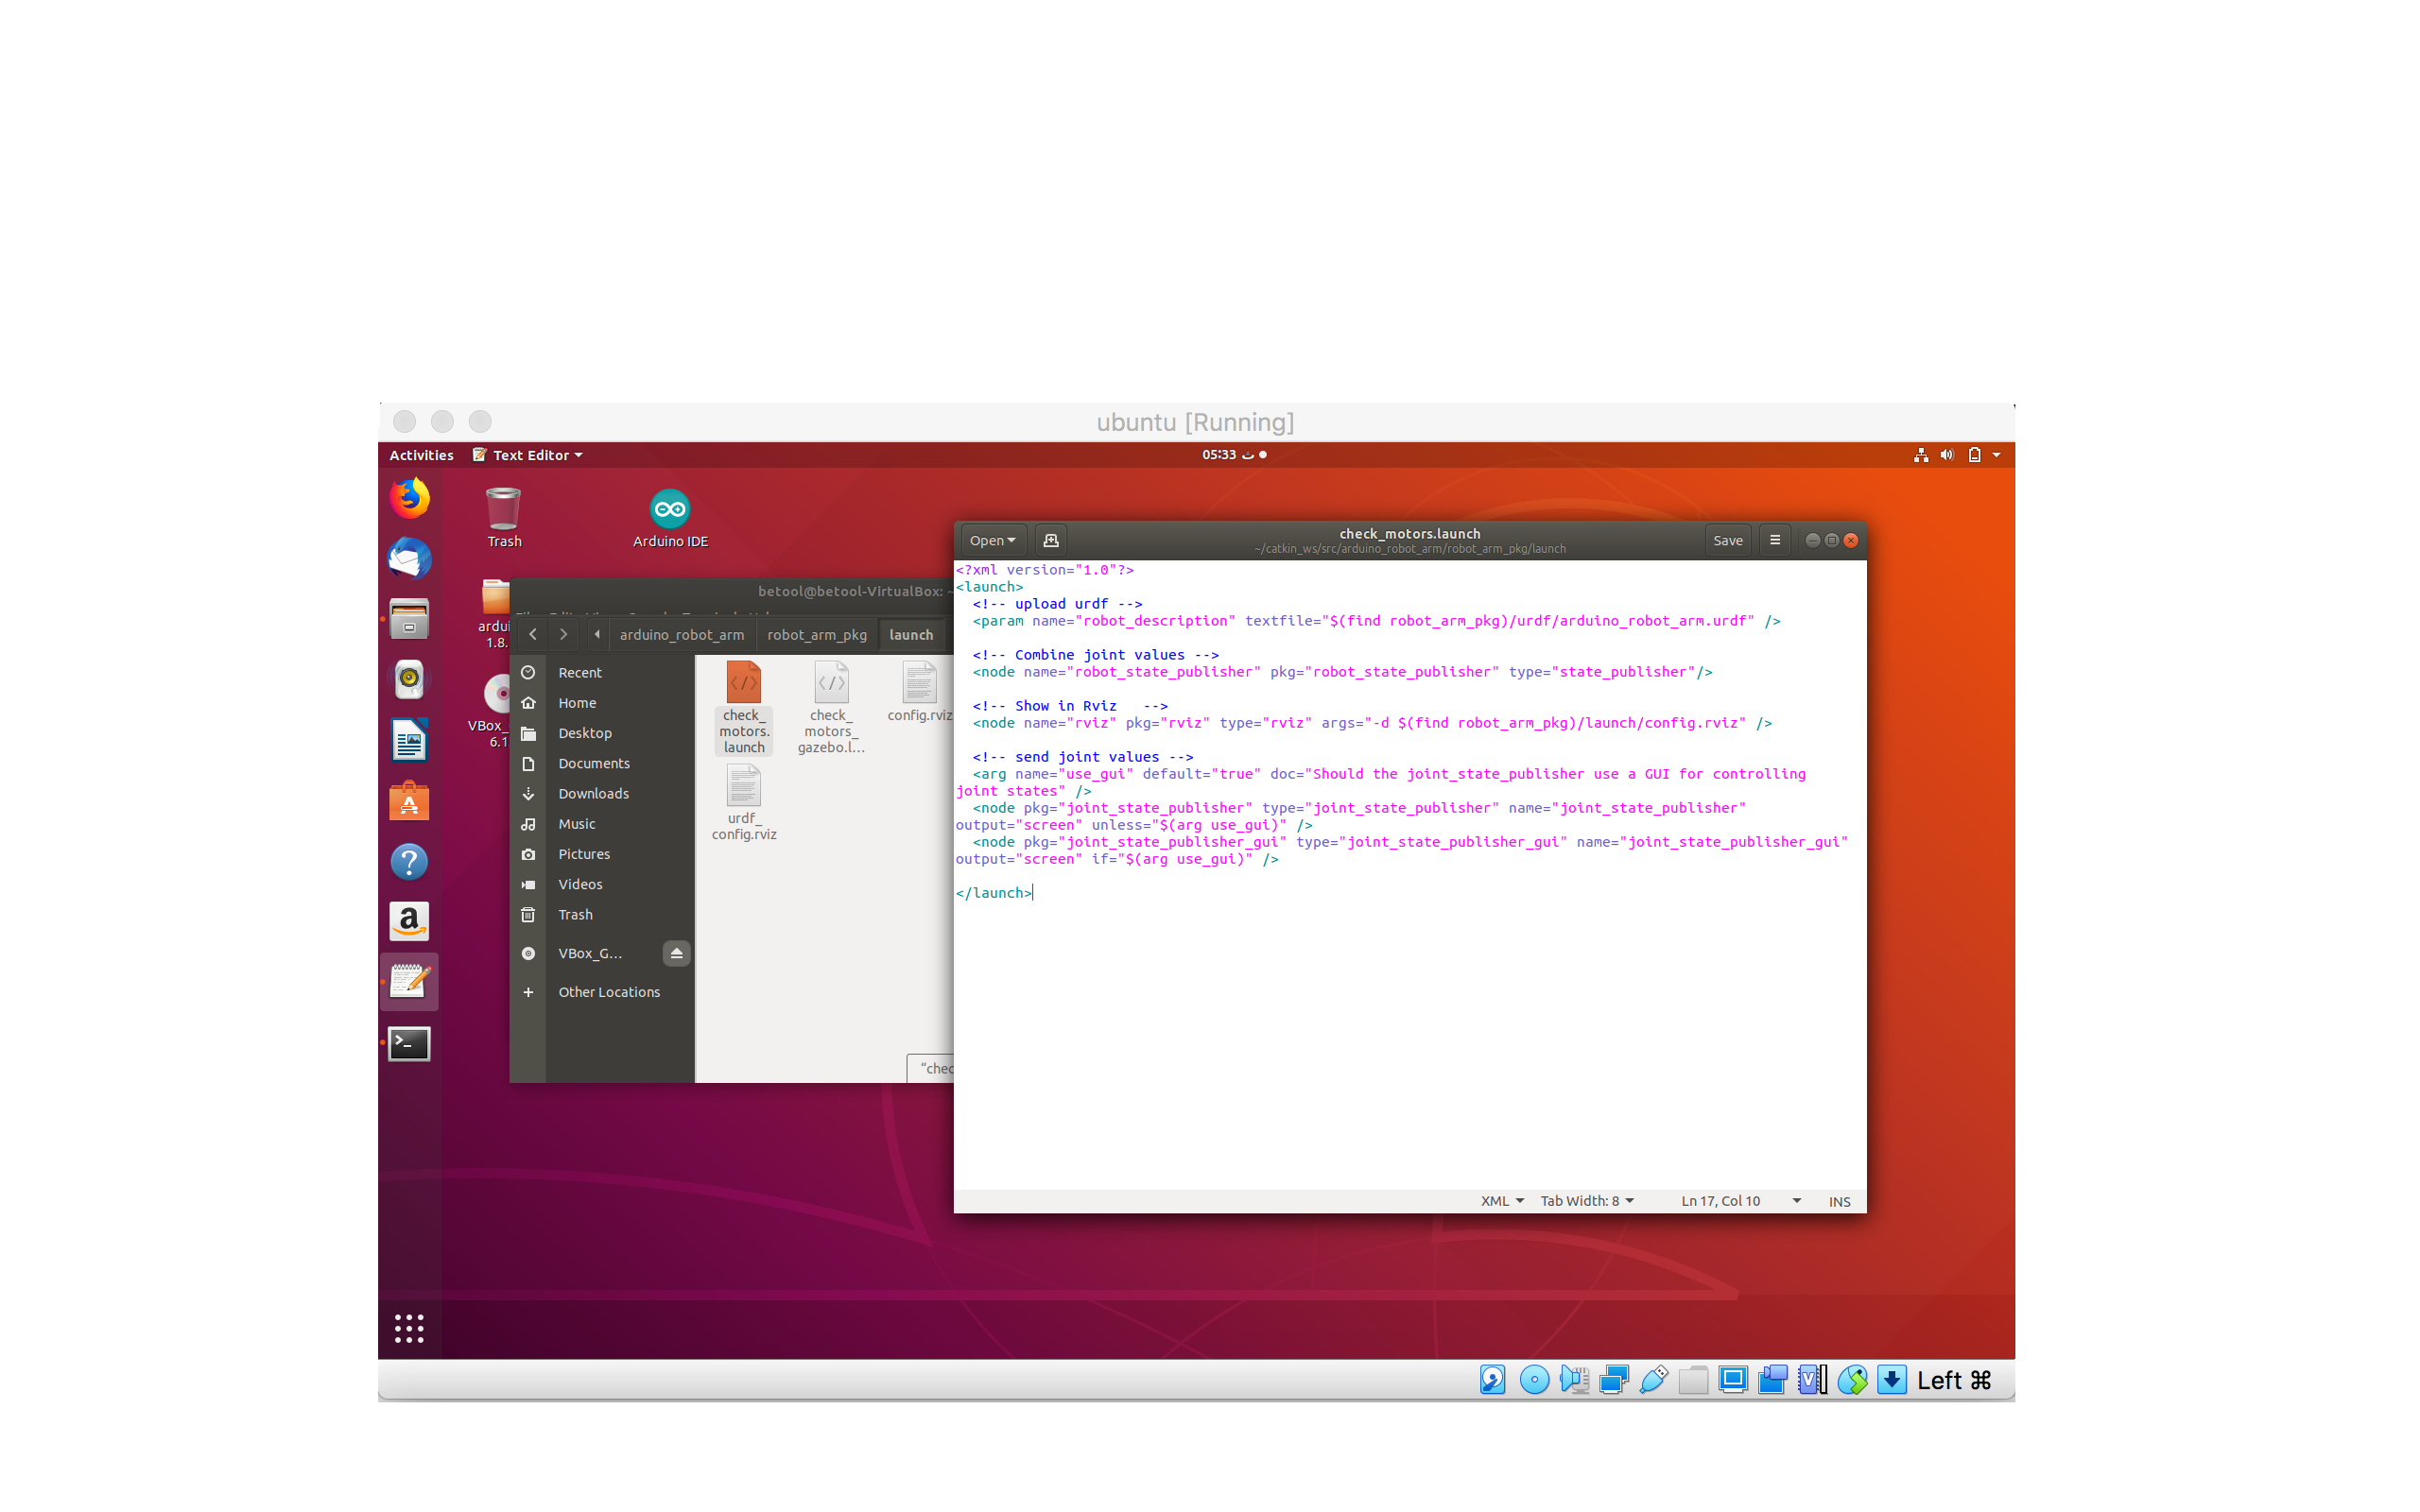 ubuntu [Running]
Activities
Text Editor
05:33 ث
Trash
Arduino IDE
1.8.
6.1
betool@betool-VirtualBox: ~
arduino_robot_arm
robot_arm_pkg
launch
Recent
Home
Desktop
Documents
Downloads
Music
Pictures
Videos
Trash
VBox_G...
Other Locations
check_
motors.
launch
check_
motors_
gazebo.l...
config.rviz
urdf_
config.rviz
Open
check_motors.launch
~/catkin_ws/src/arduino_robot_arm/robot_arm_pkg/launch
Save
<?xml version="1.0"?>
<launch>
<!-- upload urdf -->
<param name="robot_description" textfile="$(find robot_arm_pkg)/urdf/arduino_robot_arm.urdf" />
<!-- Combine joint values -->
<node name="robot_state_publisher" pkg="robot_state_publisher" type="state_publisher"/>
<!-- Show in Rviz   -->
<node name="rviz" pkg="rviz" type="rviz" args="-d $(find robot_arm_pkg)/launch/config.rviz" />
<!-- send joint values -->
<arg name="use_gui" default="true" doc="Should the joint_state_publisher use a GUI for controlling
joint states" />
<node pkg="joint_state_publisher" type="joint_state_publisher" name="joint_state_publisher"
output="screen" unless="$(arg use_gui)" />
<node pkg="joint_state_publisher_gui" type="joint_state_publisher_gui" name="joint_state_publisher_gui"
output="screen" if="$(arg use_gui)" />
</launch>
XML
Tab Width: 8
Ln 17, Col 10
INS
Left ⌘